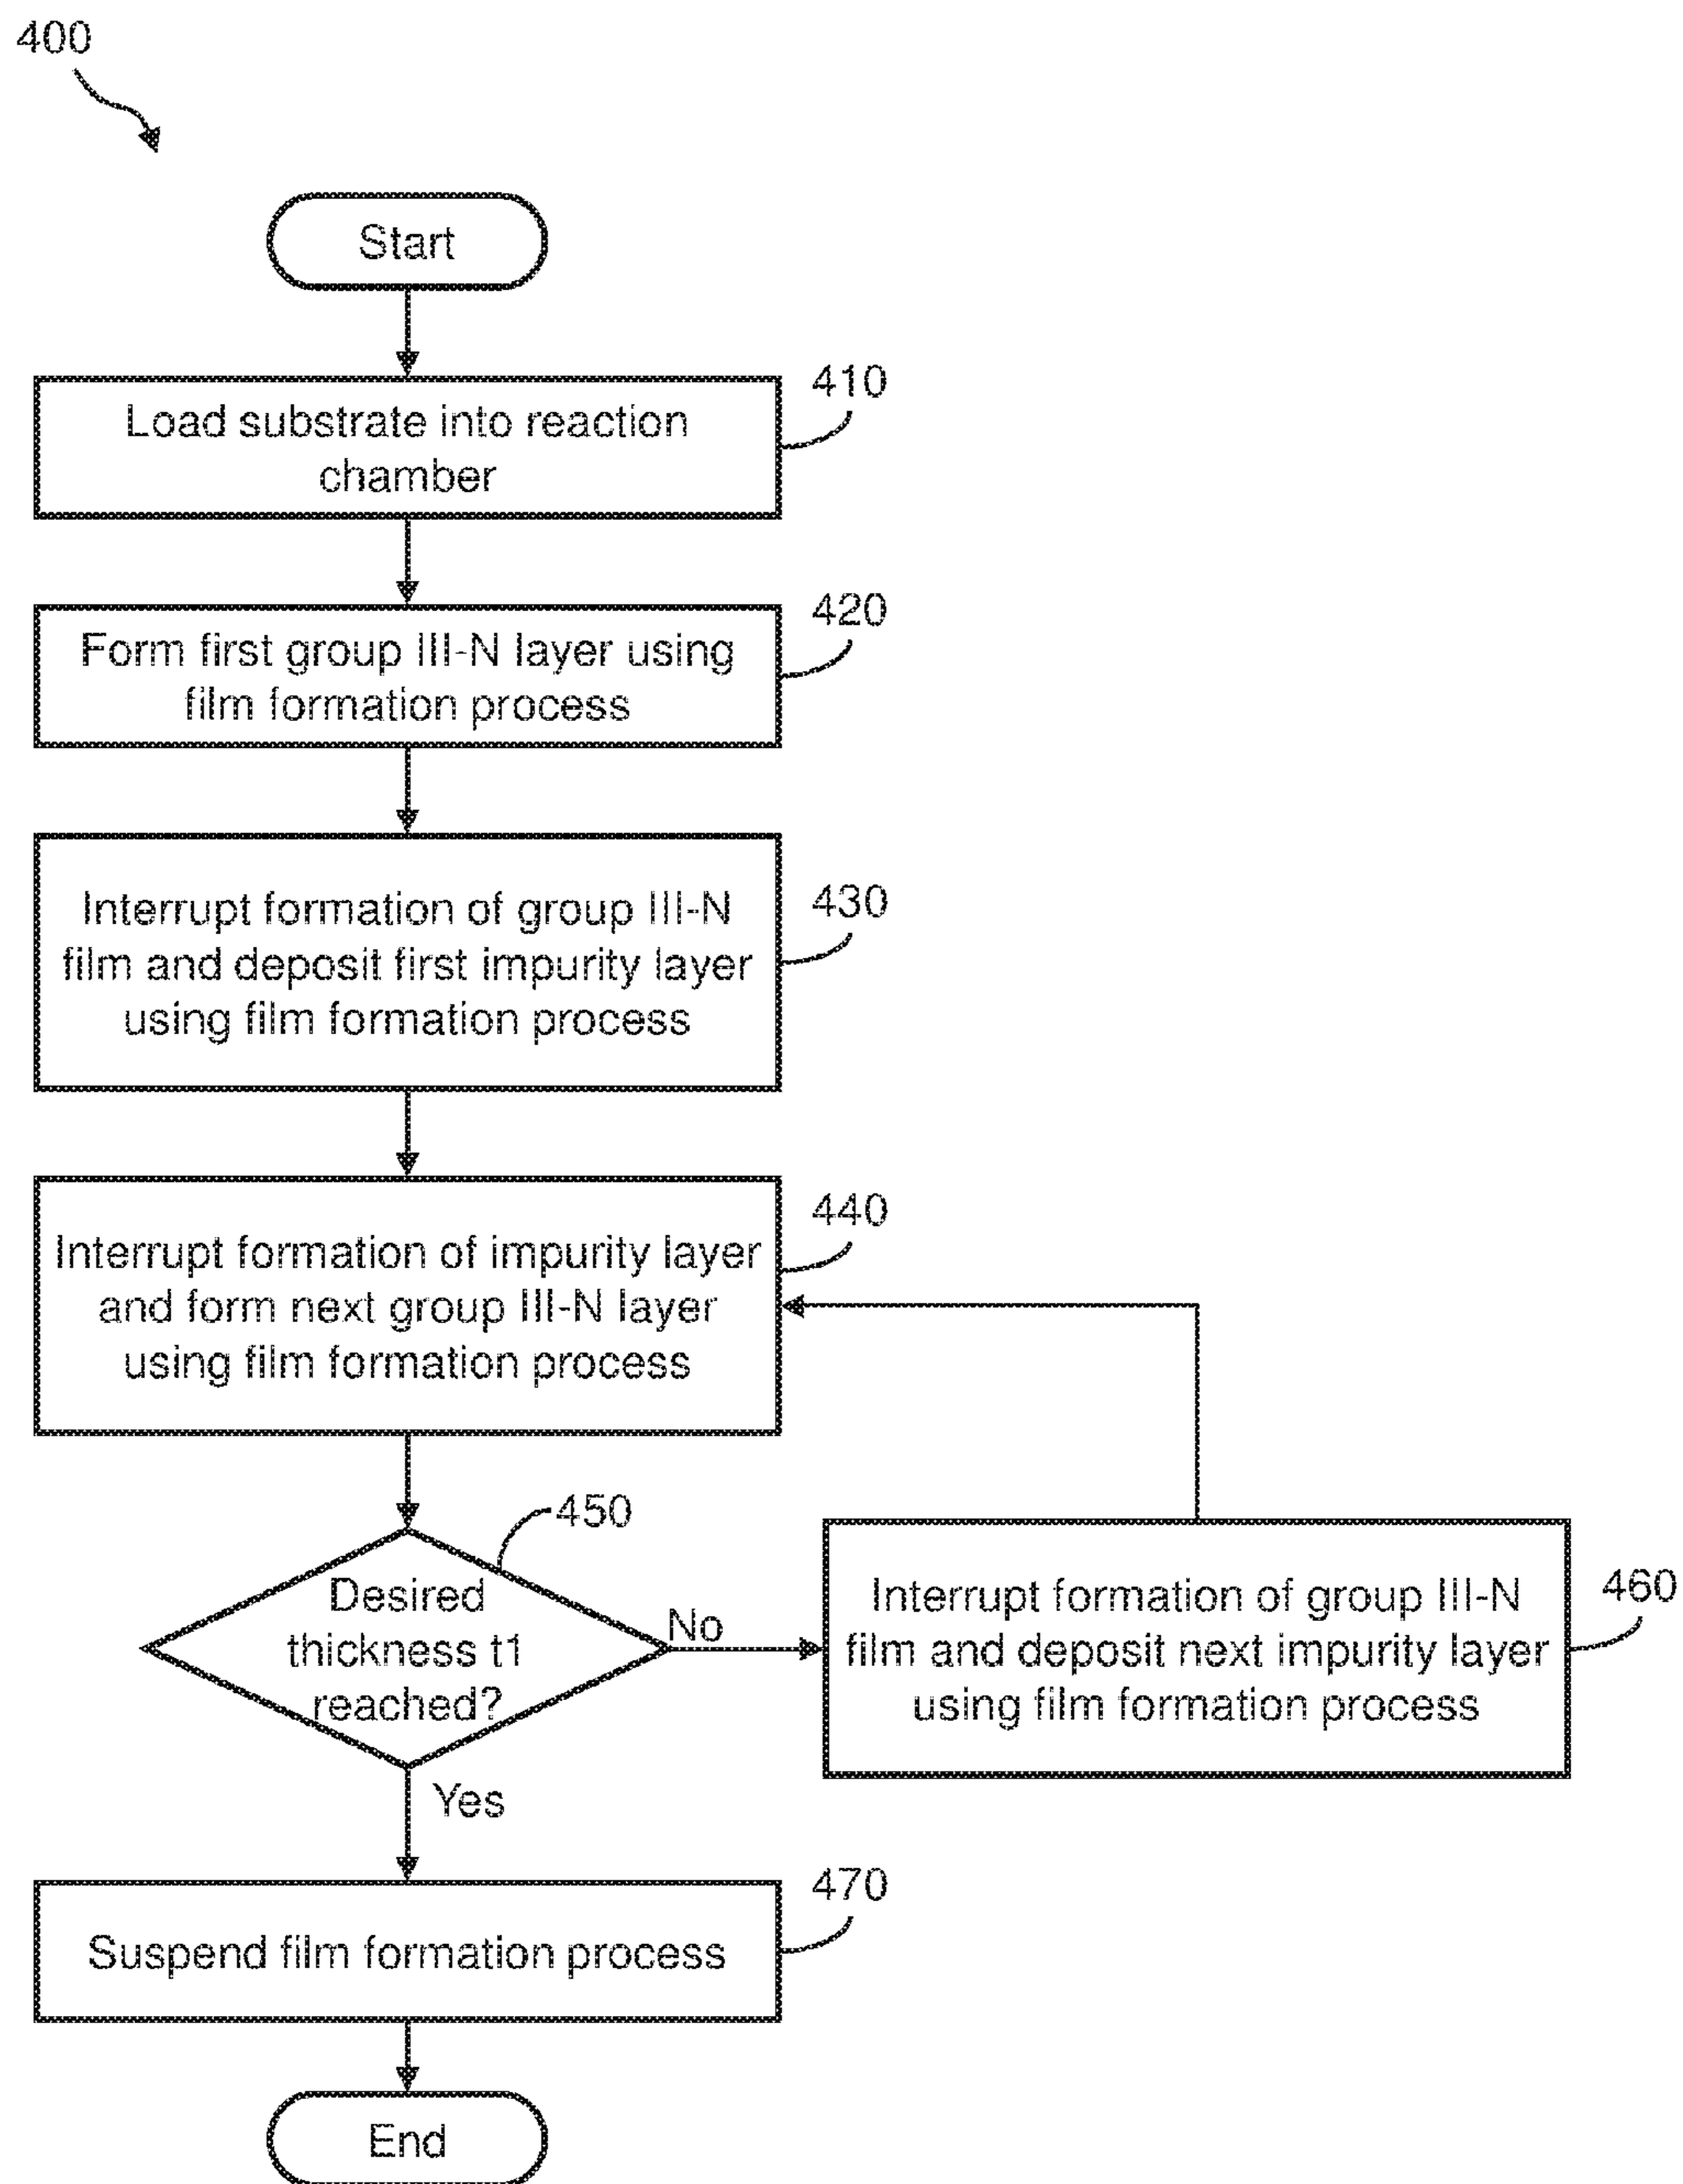 400
Start
410
Load substrate into reaction
chamber
420
Form first group III-N layer using
film formation process
430
Interrupt formation of group III-N
film and deposit first impurity layer
using film formation process
440
Interrupt formation of impurity layer
and form next group III-N layer
using film formation process
450
Desired
thickness t1
reached?
No
460
Interrupt formation of group III-N
film and deposit next impurity layer
using film formation process
Yes
470
Suspend film formation process
End